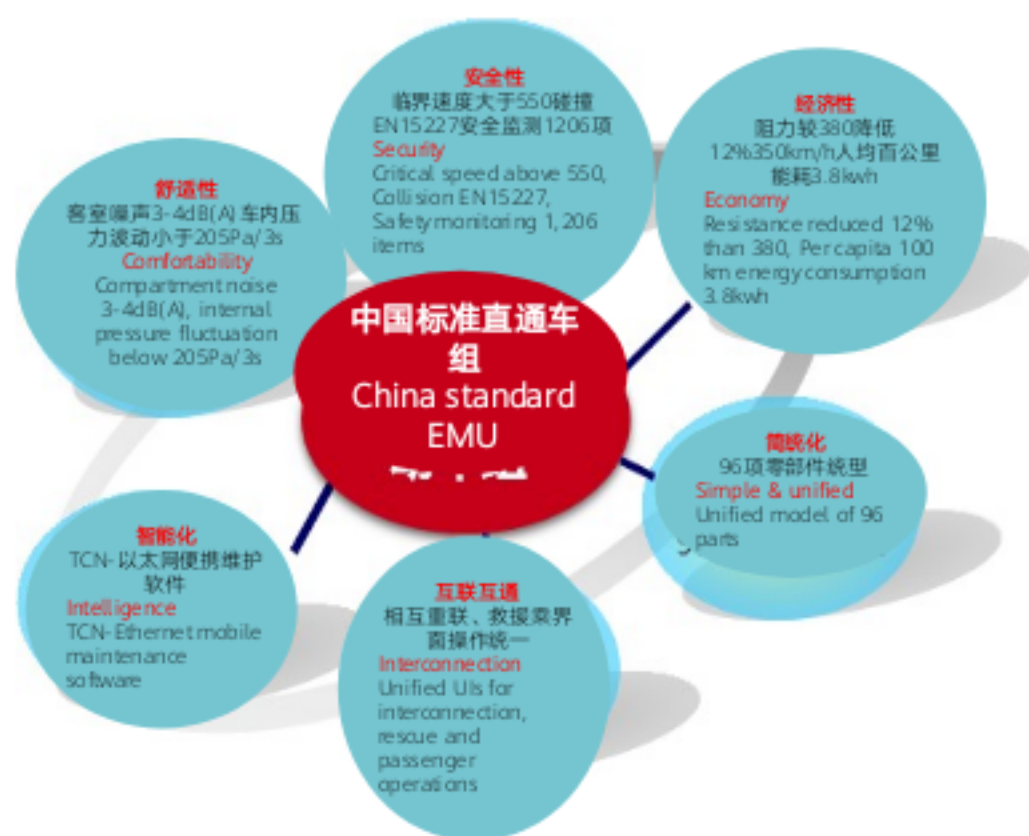 安全性
临界速度大于550碰撞
EN15227安全监测1206项
Security
Critical speed above 550,
Collision EN15227,
Safety monitoring 1,206
items
经济性
阻力较380降低
12%350km/h人均百公里
能耗3.8kwh
Economy
Resistance reduced 12%
than 380, Per capita 100
km energy consumption
3.8kwh
舒适性
客室噪声3-4dB(A)车内压
力波动小于205Pa/3s
Comfortability
Compartment noise
3-4dB(A), internal
pressure fluctuation
below 205Pa/3s
中国标准直通车
组
China standard
EMU
简统化
96项零部件统型
Simple & unified
Unified model of 96
parts
智能化
TCN-以太网便携维护
软件
Intelligence
TCN-Ethernet mobile
maintenance
software
互联互通
相互重联、救援乘界
面操作统一
Interconnection
Unified UIs for
interconnection,
rescue and
passenger
operations